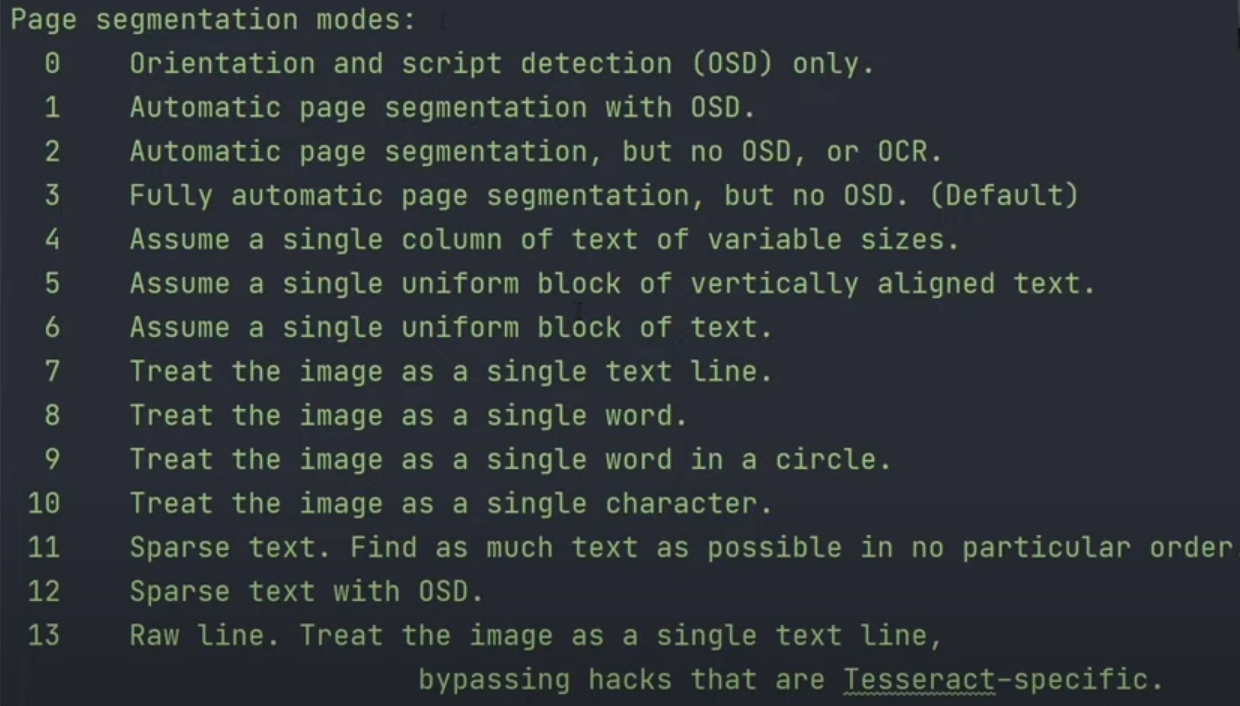 Page segmentation modes:
0 Orientation and script detection (OSD) only.
1 Automatic page segmentation with OSD.
2 Automatic page segmentation, but no OSD, or OCR.
3 Fully automatic page segmentation, but no OSD. (Default)
4 Assume a single column of text of variable sizes.
5 Assume a single uniform block of vertically aligned text.
6 Assume a single uniform block of text.
7 Treat the image as a single text line.
8 Treat the image as a single word.
9 Treat the image as a single word in a circle.
10 Treat the image as a single character.
11 Sparse text. Find as much text as possible in no particular order.
12 Sparse text with OSD.
13 Raw line. Treat the image as a single text line,
bypassing hacks that are Tesseract-specific.